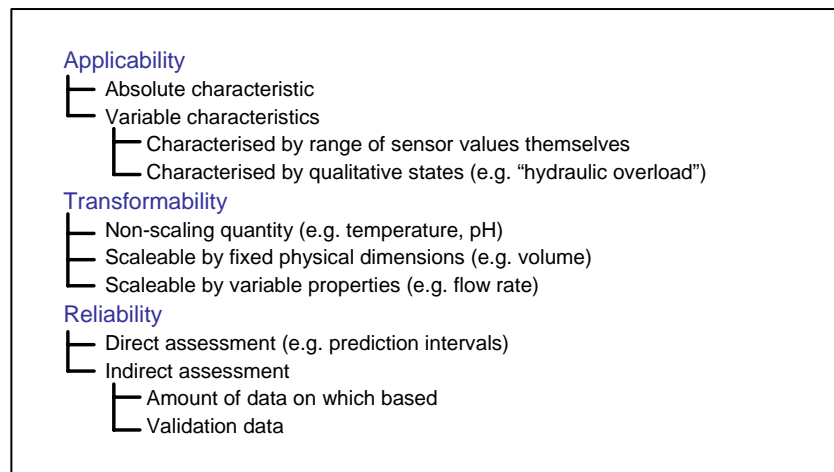 Applicability
Absolute characteristic
Variable characteristics
Characterised by range of sensor values themselves
Characterised by qualitative states (e.g. “hydraulic overload”)
Transformability
Non-scaling quantity (e.g. temperature, pH)
Scaleable by fixed physical dimensions (e.g. volume)
Scaleable by variable properties (e.g. flow rate)
Reliability
Direct assessment (e.g. prediction intervals)
Indirect assessment
Amount of data on which based
Validation data